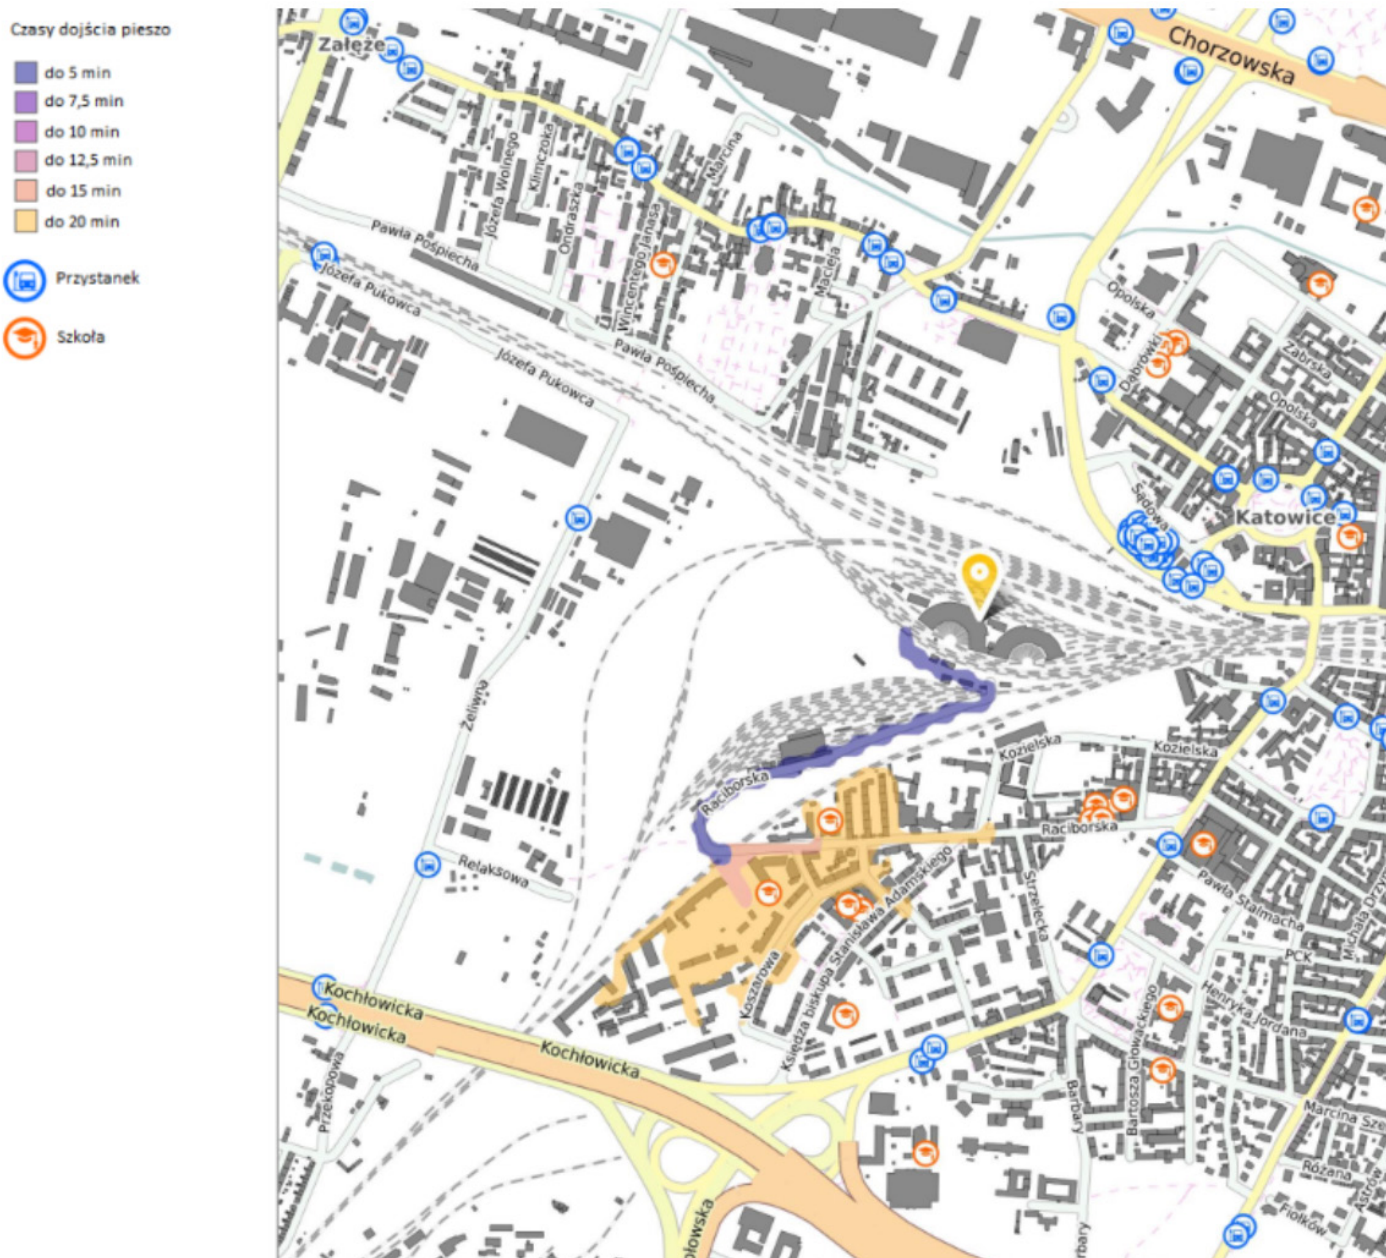 Czasy dojścia pieszo
do 5 min
do 7,5 min
do 10 min
do 12,5 min
do 15 min
do 20 min
Przystanek
Szkoła
Załęże
Chorzowska
Józefa Wolnego
Klimczoka
Ondraszka
Marcina
Wincentego Janasa
Macieja
Pawła Pośpiecha
Józefa Pukowca
Józefa Pukowca
Pawła Pośpiecha
Opolska
Dąbrówki
Zabrska
Opolska
Sądowa
Katowice
Żeliwna
Raciborska
Kozielska
Kozielska
Raciborska
Relaksowa
Strzelecka
Pawła Stalmacha
Księdza biskupa Stanisława Adamskiego
Koszarowa
PCK
Henryka Jordana
Kochłowicka
Kochłowicka
Kochłowicka
Przekopowa
Barbary
Bartosza Głowackiego
Marcina Sze
Różana
Fiołków
ołowska
rbary